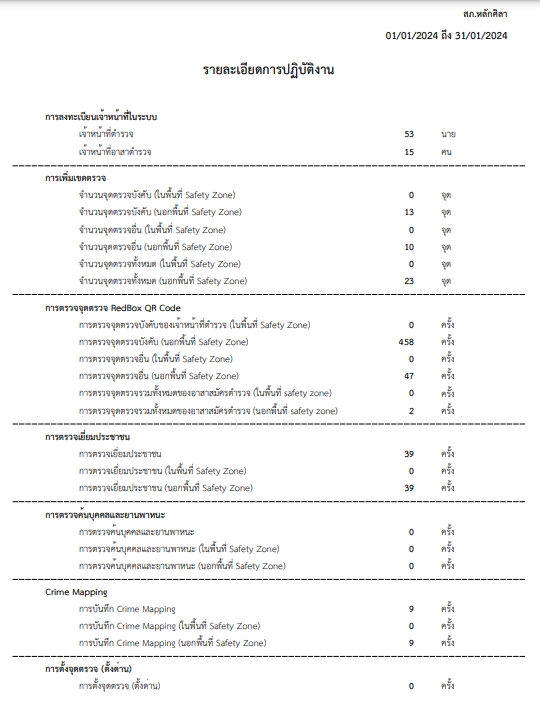 สภ.หลักศิลา
01/01/2024 ถึง 31/01/2024
รายละเอียดการปฏิบัติงาน
การลงทะเบียนเจ้าหน้าที่ในระบบ
เจ้าหน้าที่ตำรวจ 53 นาย
เจ้าหน้าที่อาสาตำรวจ 15 คน
การเพิ่มเขตตรวจ
จำนวนจุดตรวจบังคับ (ในพื้นที่ Safety Zone) 0 จุด
จำนวนจุดตรวจบังคับ (นอกพื้นที่ Safety Zone) 13 จุด
จำนวนจุดตรวจอื่น (ในพื้นที่ Safety Zone) 0 จุด
จำนวนจุดตรวจอื่น (นอกพื้นที่ Safety Zone) 10 จุด
จำนวนจุดตรวจทั้งหมด (ในพื้นที่ Safety Zone) 0 จุด
จำนวนจุดตรวจทั้งหมด (นอกพื้นที่ Safety Zone) 23 จุด
การตรวจจุดตรวจ RedBox QR Code
การตรวจจุดตรวจบังคับของเจ้าหน้าที่ตำรวจ (ในพื้นที่ Safety Zone) 0 ครั้ง
การตรวจจุดตรวจบังคับ (นอกพื้นที่ Safety Zone) 458 ครั้ง
การตรวจจุดตรวจอื่น (ในพื้นที่ Safety Zone) 0 ครั้ง
การตรวจจุดตรวจอื่น (นอกพื้นที่ Safety Zone) 47 ครั้ง
การตรวจจุดตรวจรวมทั้งหมดของอาสาสมัครตำรวจ (ในพื้นที่ safety zone) 0 ครั้ง
การตรวจจุดตรวจรวมทั้งหมดของอาสาสมัครตำรวจ (นอกพื้นที่ safety zone) 2 ครั้ง
การตรวจเยี่ยมประชาชน
การตรวจเยี่ยมประชาชน 39 ครั้ง
การตรวจเยี่ยมประชาชน (ในพื้นที่ Safety Zone) 0 ครั้ง
การตรวจเยี่ยมประชาชน (นอกพื้นที่ Safety Zone) 39 ครั้ง
การตรวจค้นบุคคลและยานพาหนะ
การตรวจค้นบุคคลและยานพาหนะ 0 ครั้ง
การตรวจค้นบุคคลและยานพาหนะ (ในพื้นที่ Safety Zone) 0 ครั้ง
การตรวจค้นบุคคลและยานพาหนะ (นอกพื้นที่ Safety Zone) 0 ครั้ง
Crime Mapping
การบันทึก Crime Mapping 9 ครั้ง
การบันทึก Crime Mapping (ในพื้นที่ Safety Zone) 0 ครั้ง
การบันทึก Crime Mapping (นอกพื้นที่ Safety Zone) 9 ครั้ง
การตั้งจุดตรวจ (ตั้งด่าน)
การตั้งจุดตรวจ (ตั้งด่าน) 0 ครั้ง